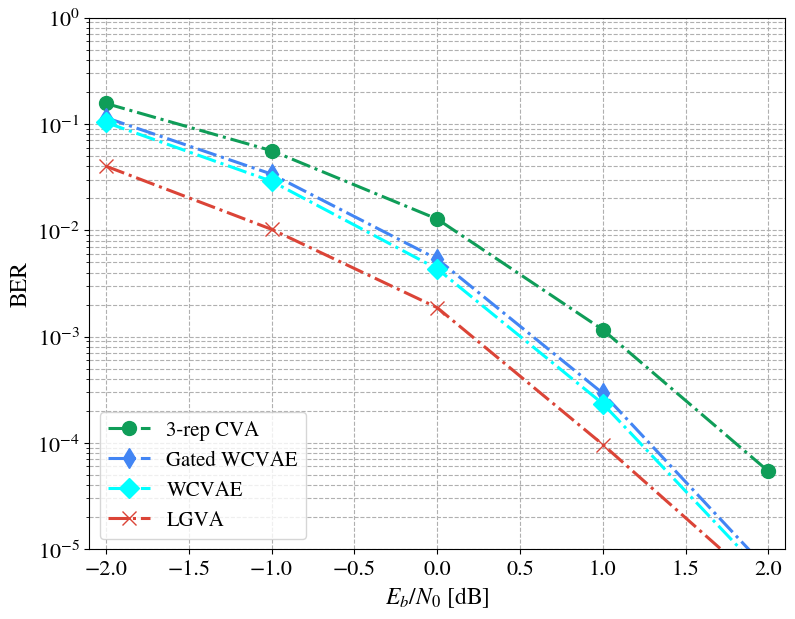 10⁰
10⁻¹
10⁻²
10⁻³
10⁻⁴
10⁻⁵
BER
3-rep CVA
Gated WCVAE
WCVAE
LGVA
−2.0 −1.5 −1.0 −0.5 0.0 0.5 1.0 1.5 2.0
E_b/N_0 [dB]